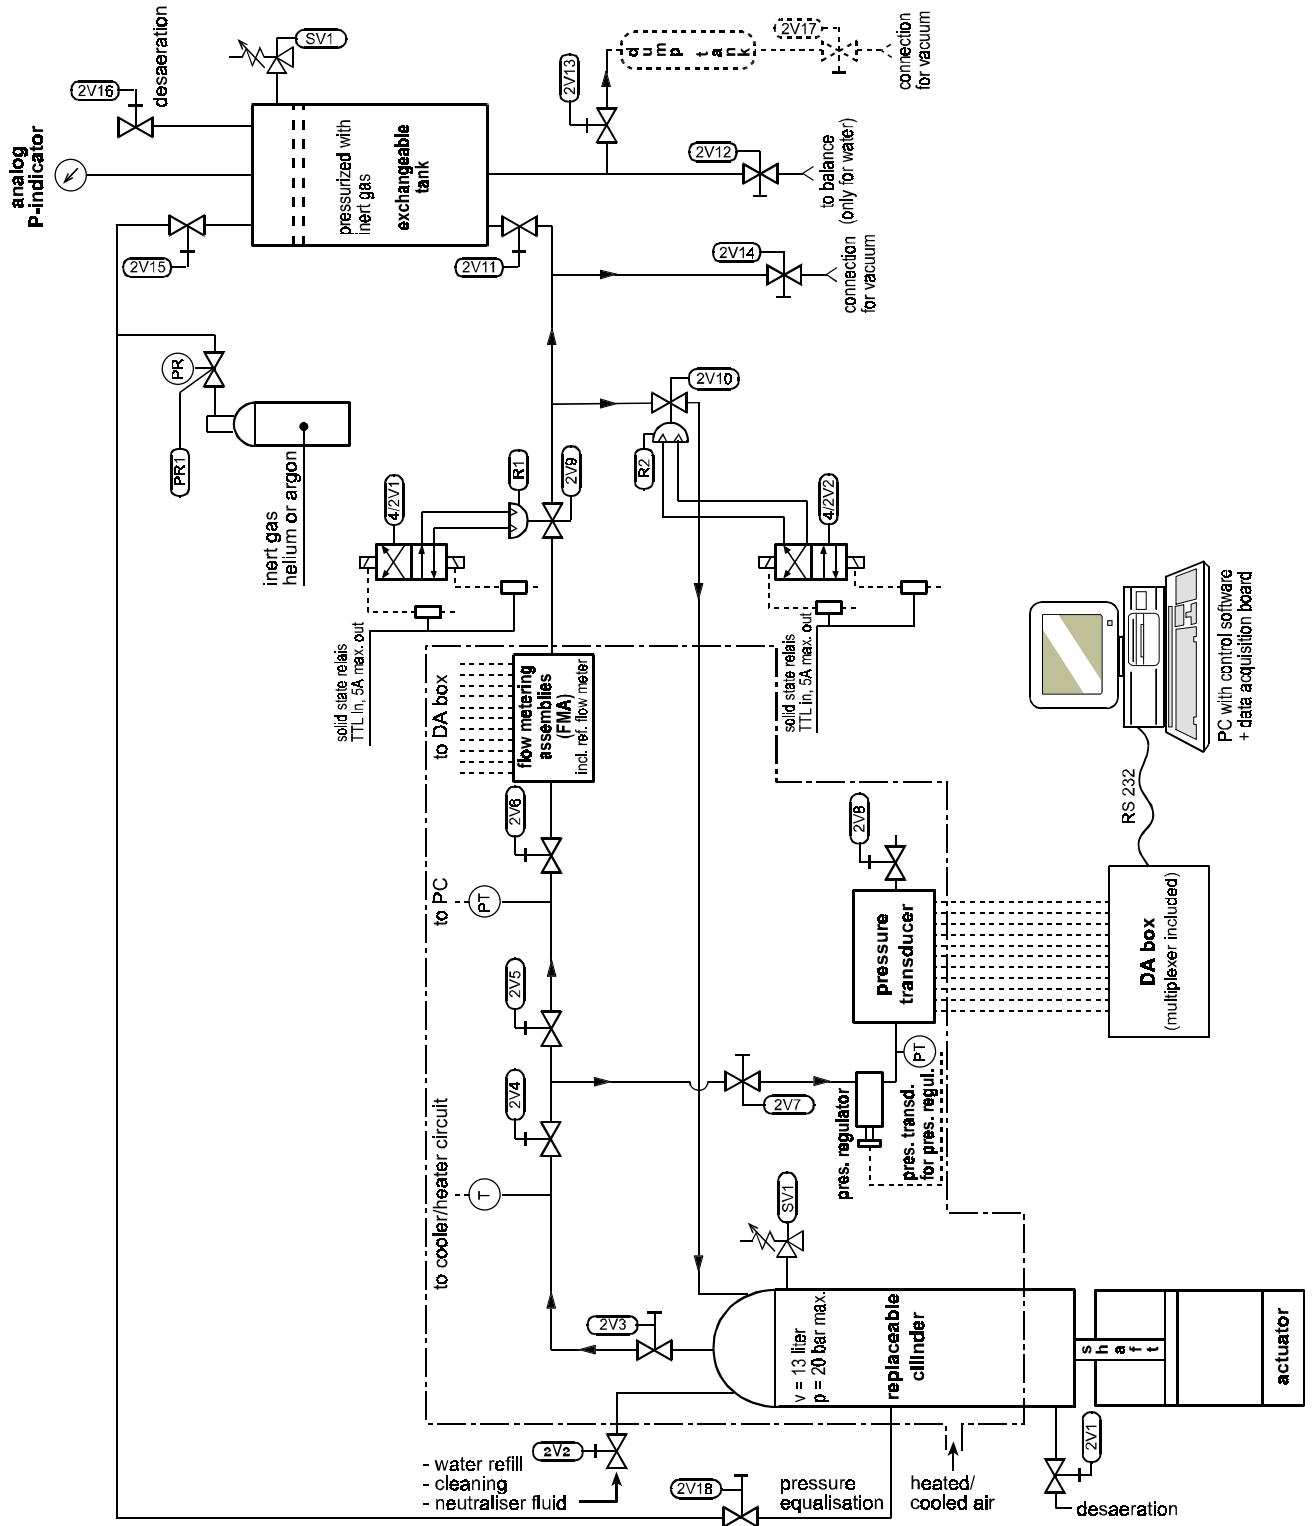 analog
P-indicator
2V16
desaeration
SV1
2V15
pressurized with
inert gas
exchangeable
tank
2V11
2V13
dump tank
2V17
connection
for vacuum
2V12
to balance
(only for water)
2V14
connection
for vacuum
PR
PR1
inert gas
helium or argon
4/2V1
R1
2V9
solid state relais
TTL In, 5A max. out
R2
2V10
4/2V2
solid state relais
TTL in, 5A max. out
to DA box
flow metering
assemblies
(FMA)
incl. ref. flow meter
2V6
to PC
PT
2V5
2V4
to cooler/heater circuit
T
2V3
2V7
pres. regulator
pres. transd.
for pres. regul.
PT
pressure
transducer
2V8
DA box
(multiplexer included)
RS 232
PC with control software
+ data acquisition board
SV1
v = 13 liter
p = 20 bar max.
replaceable
cilinder
shaft
actuator
2V2
- water refill
- cleaning
- neutraliser fluid
2V18
pressure
equalisation
heated/
cooled air
2V1
desaeration